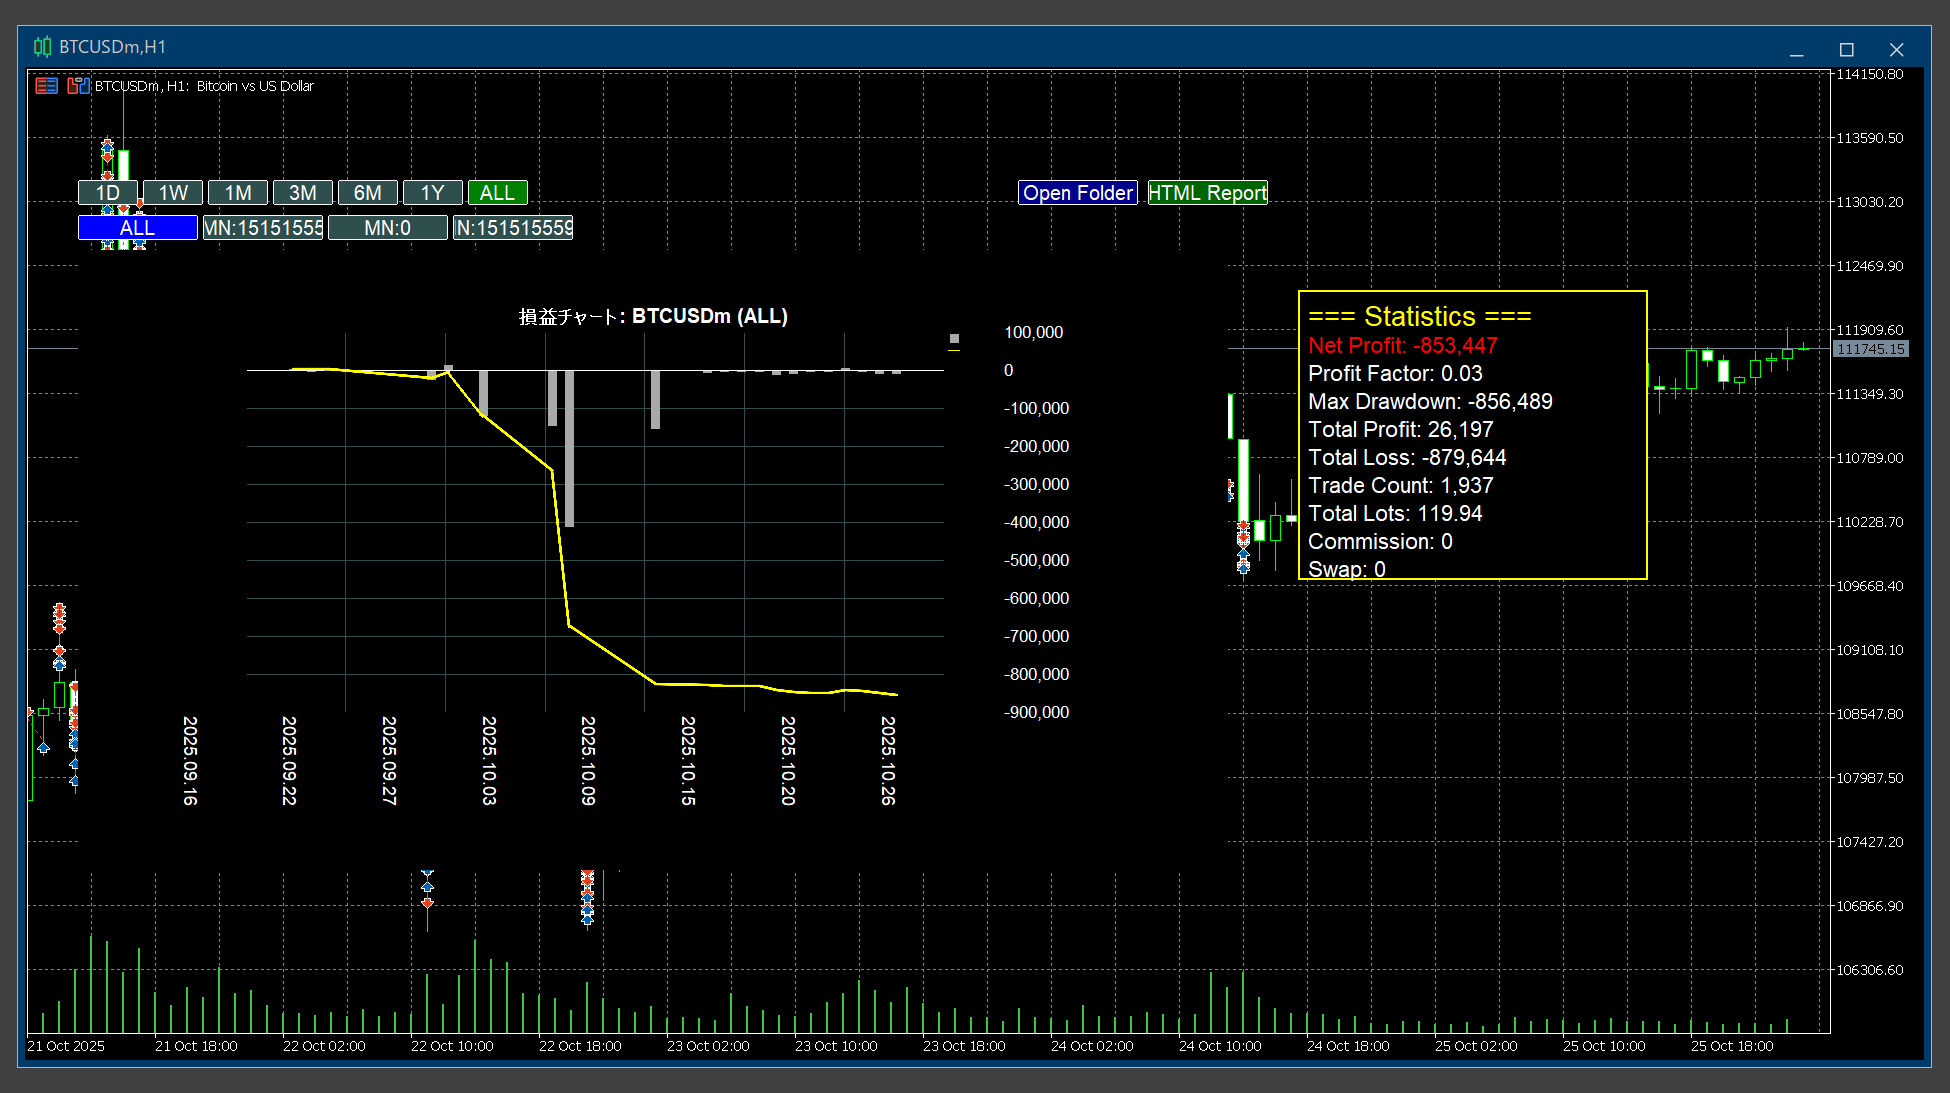 BTCUSDm,H1
BTCUSDm, H1: Bitcoin vs US Dollar
1D 1W 1M 3M 6M 1Y ALL Open Folder HTML Report
ALL MN:15151555 MN:0 N:151515559
損益チャート: BTCUSDm (ALL)
100,000
0
-100,000
-200,000
-300,000
-400,000
-500,000
-600,000
-700,000
-800,000
-900,000
2025.09.16
2025.09.22
2025.09.27
2025.10.03
2025.10.09
2025.10.15
2025.10.20
2025.10.26
=== Statistics ===
Net Profit: -853,447
Profit Factor: 0.03
Max Drawdown: -856,489
Total Profit: 26,197
Total Loss: -879,644
Trade Count: 1,937
Total Lots: 119.94
Commission: 0
Swap: 0
114150.80
113590.50
113030.20
112469.90
111909.60
111745.15
111349.30
110789.00
110228.70
109668.40
109108.10
108547.80
107987.50
107427.20
106866.90
106306.60
21 Oct 2025
21 Oct 18:00
22 Oct 02:00
22 Oct 10:00
22 Oct 18:00
23 Oct 02:00
23 Oct 10:00
23 Oct 18:00
24 Oct 02:00
24 Oct 10:00
24 Oct 18:00
25 Oct 02:00
25 Oct 10:00
25 Oct 18:00